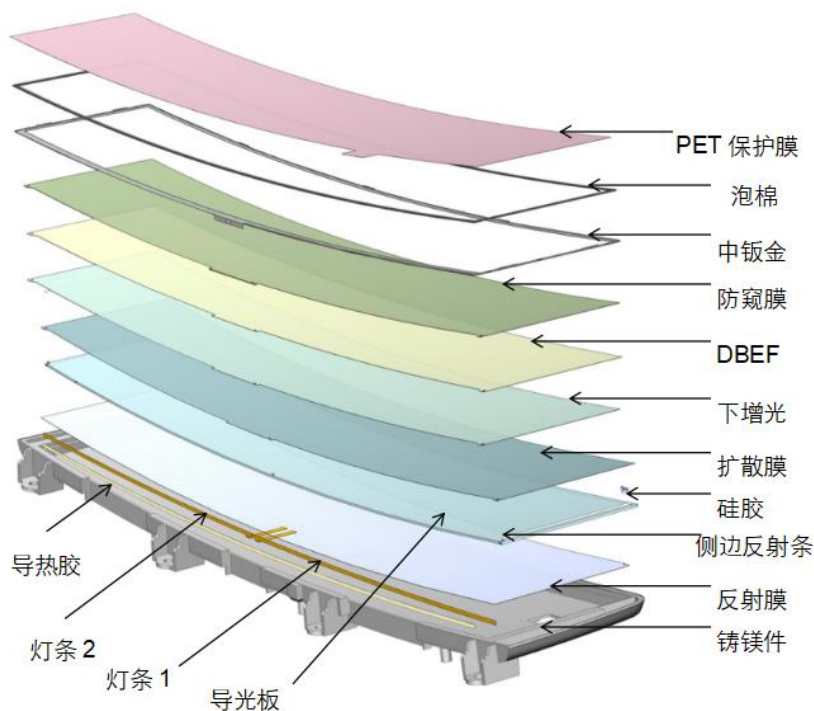 PET 保护膜
泡棉
中钣金
防窥膜
DBEF
下增光
扩散膜
硅胶
侧边反射条
反射膜
铸镁件
导热胶
灯条 2
灯条 1
导光板